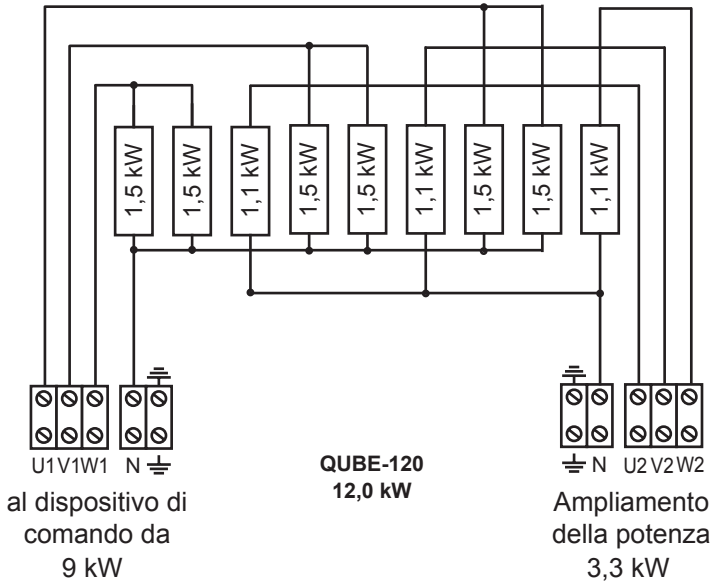 1,5 kW
1,5 kW
1,1 kW
1,5 kW
1,5 kW
1,1 kW
1,5 kW
1,5 kW
1,1 kW
U1 V1 W1 N
N U2 V2 W2
al dispositivo di
comando da
9 kW
QUBE-120
12,0 kW
Ampliamento
della potenza
3,3 kW